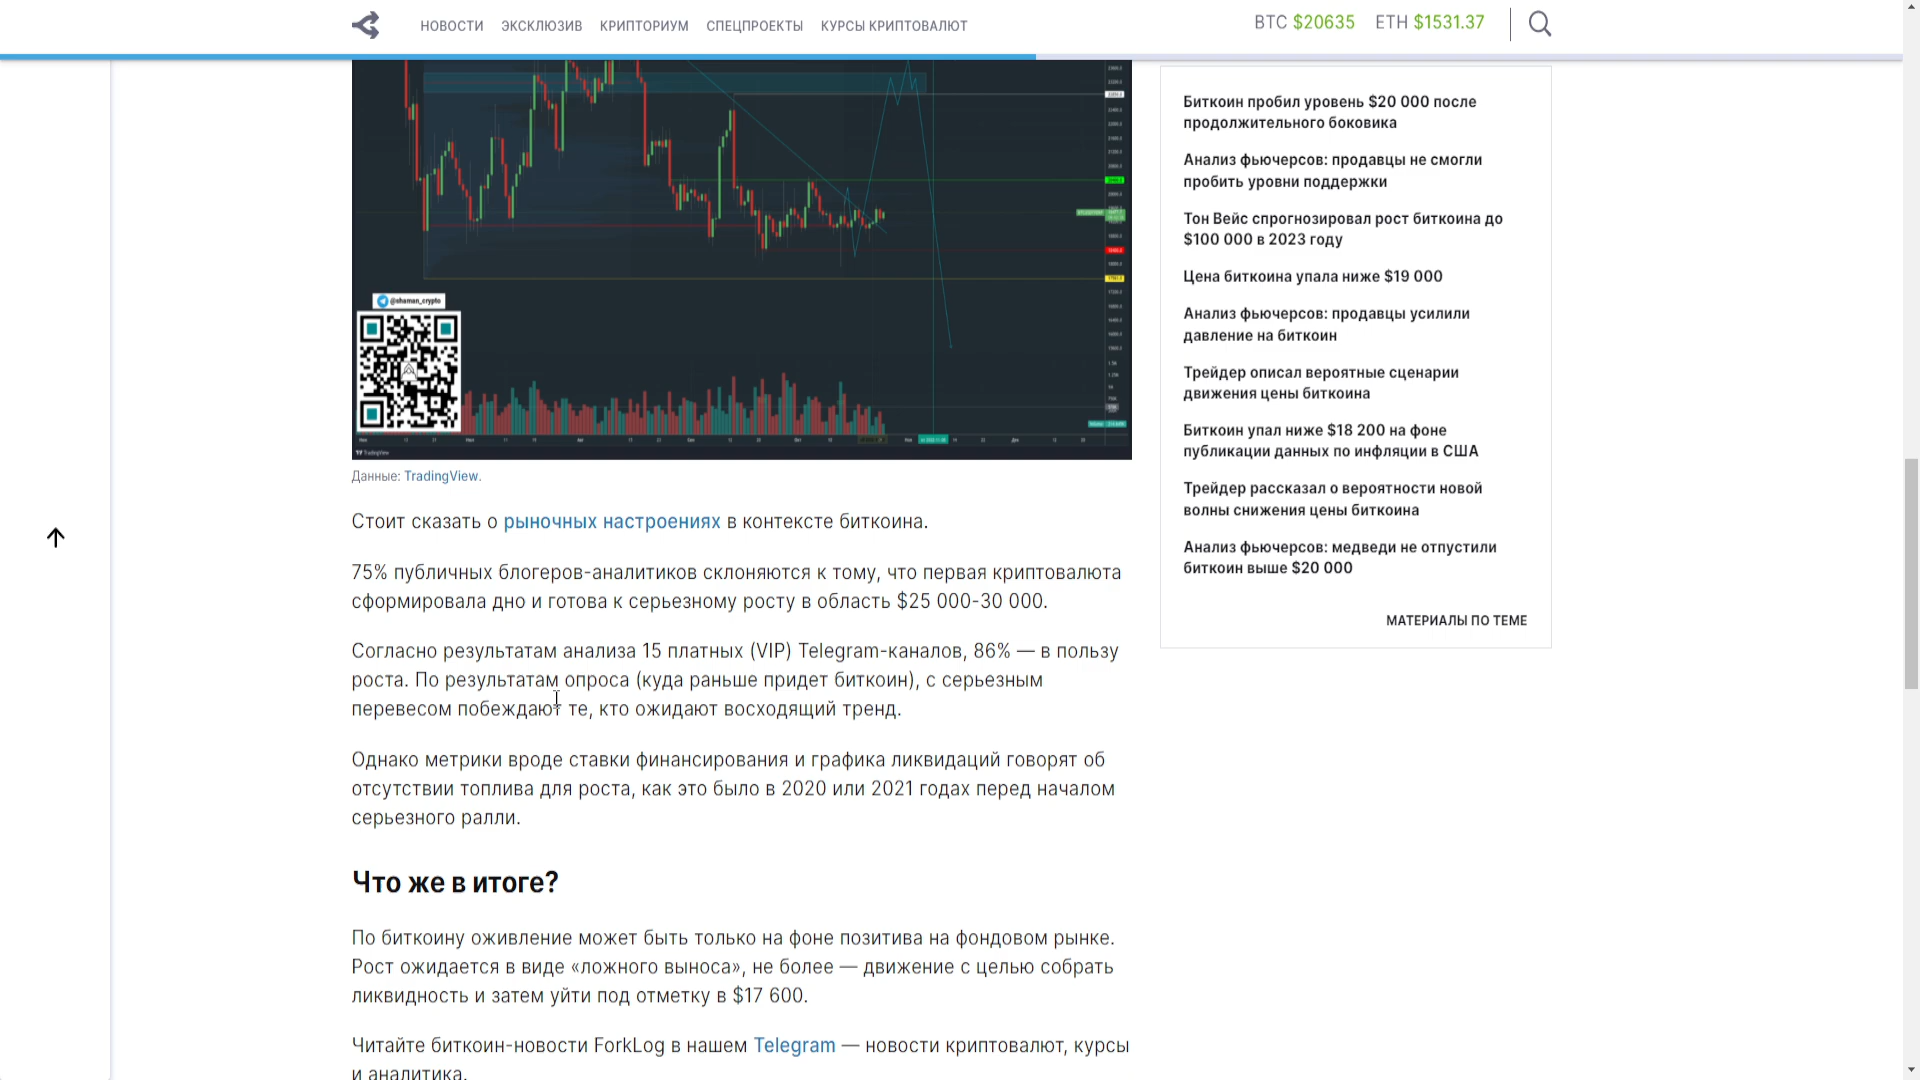 НОВОСТИ ЭКСКЛЮЗИВ КРИПТОРИУМ СПЕЦПРОЕКТЫ КУРСЫ КРИПТОВАЛЮТ
BTC $20635 ETH $1531.37
@shaman_crypto
TradingView
Данные: TradingView.
Стоит сказать о рыночных настроениях в контексте биткоина.
75% публичных блогеров-аналитиков склоняются к тому, что первая криптовалюта
сформировала дно и готова к серьезному росту в область $25 000-30 000.
Согласно результатам анализа 15 платных (VIP) Telegram-каналов, 86% — в пользу
роста. По результатам опроса (куда раньше придет биткоин), с серьезным
перевесом побеждают те, кто ожидают восходящий тренд.
Однако метрики вроде ставки финансирования и графика ликвидаций говорят об
отсутствии топлива для роста, как это было в 2020 или 2021 годах перед началом
серьезного ралли.
Что же в итоге?
По биткоину оживление может быть только на фоне позитива на фондовом рынке.
Рост ожидается в виде «ложного выноса», не более — движение с целью собрать
ликвидность и затем уйти под отметку в $17 600.
Читайте биткоин-новости ForkLog в нашем Telegram — новости криптовалют, курсы
и аналитика.
Биткоин пробил уровень $20 000 после
продолжительного боковика
Анализ фьючерсов: продавцы не смогли
пробить уровни поддержки
Тон Вейс спрогнозировал рост биткоина до
$100 000 в 2023 году
Цена биткоина упала ниже $19 000
Анализ фьючерсов: продавцы усилили
давление на биткоин
Трейдер описал вероятные сценарии
движения цены биткоина
Биткоин упал ниже $18 200 на фоне
публикации данных по инфляции в США
Трейдер рассказал о вероятности новой
волны снижения цены биткоина
Анализ фьючерсов: медведи не отпустили
биткоин выше $20 000
МАТЕРИАЛЫ ПО ТЕМЕ